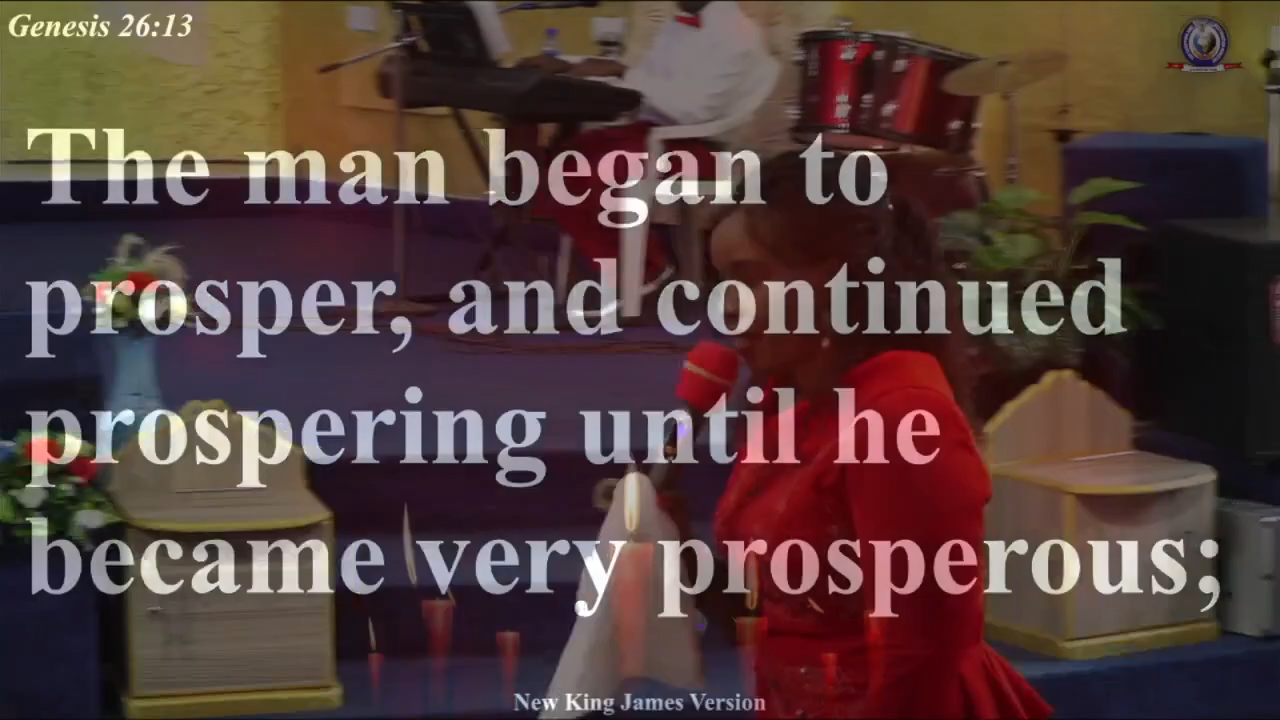 Genesis 26:13
The man began to
prosper, and continued
prospering until he
became very prosperous;
New King James Version